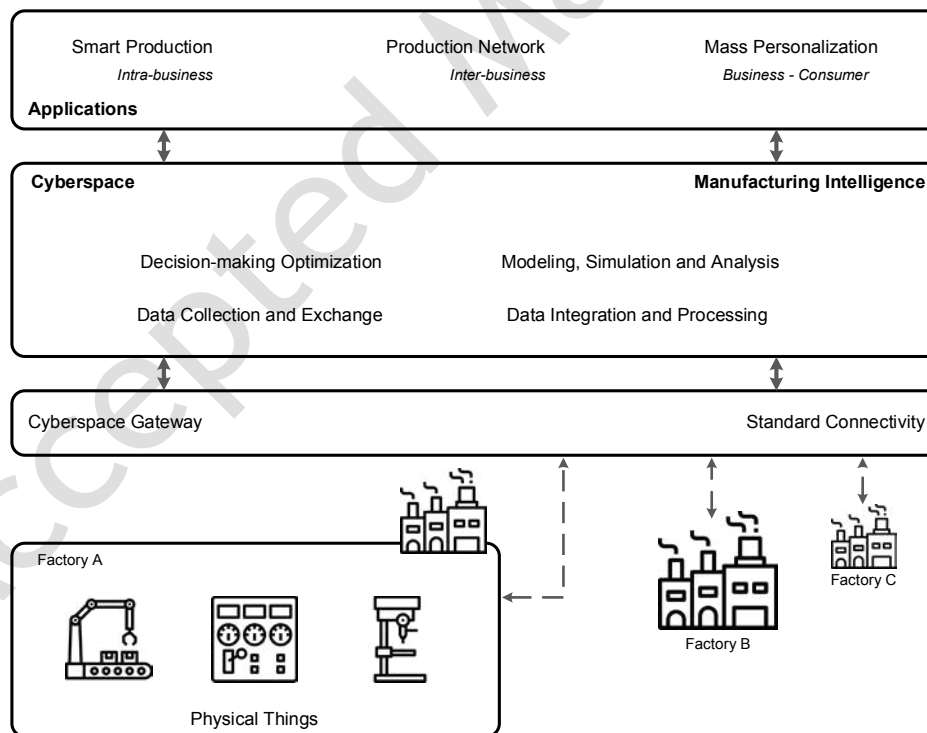 Smart Production
Production Network
Mass Personalization
Intra-business
Inter-business
Business - Consumer
Applications
Cyberspace
Manufacturing Intelligence
Decision-making Optimization
Modeling, Simulation and Analysis
Data Collection and Exchange
Data Integration and Processing
Cyberspace Gateway
Standard Connectivity
Factory A
Factory C
Factory B
Physical Things
Accepted Ma